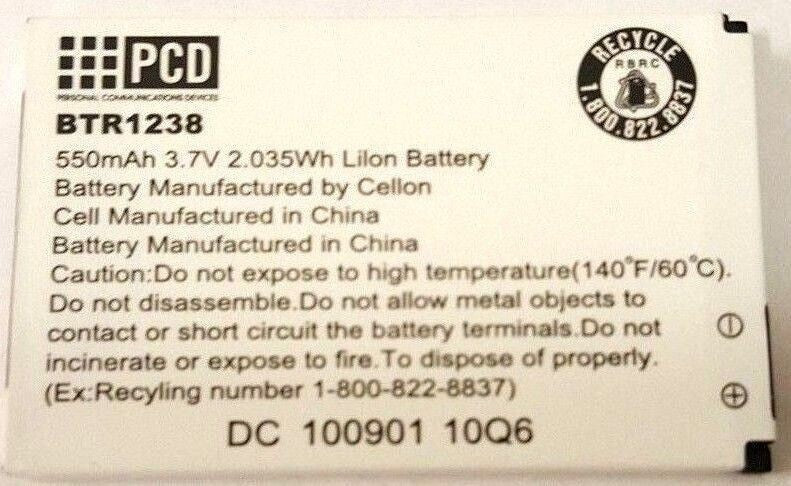 PCD
PERSONAL COMMUNICATIONS DEVICES
RECYCLE
RBRC
1.800.822.8837
BTR1238
550mAh 3.7V 2.035Wh LiIon Battery
Battery Manufactured by Cellon
Cell Manufactured in China
Battery Manufactured in China
Caution:Do not expose to high temperature(140°F/60°C).
Do not disassemble.Do not allow metal objects to
contact or short circuit the battery terminals.Do not
incinerate or expose to fire.To dispose of properly.
(Ex:Recyling number 1-800-822-8837)
DC 100901 10Q6